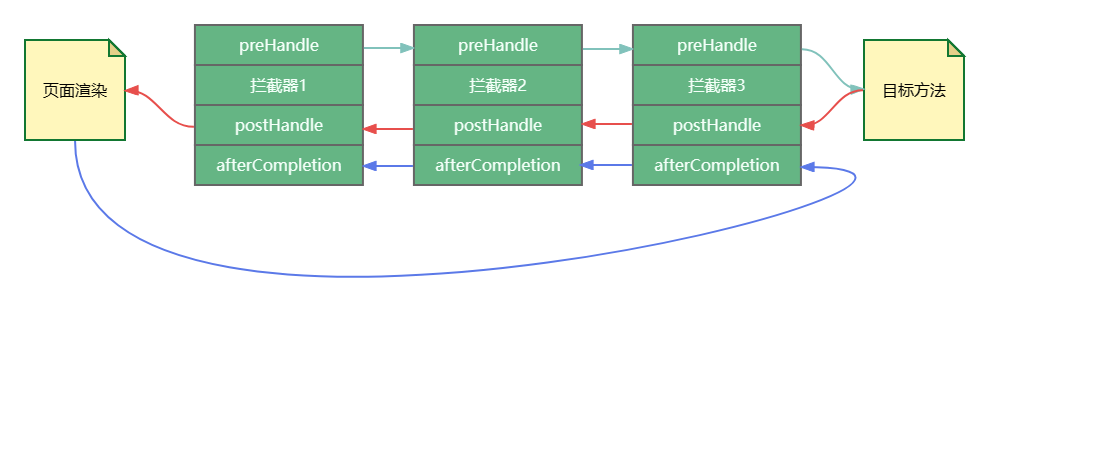 页面渲染
preHandle
拦截器1
postHandle
afterCompletion
preHandle
拦截器2
postHandle
afterCompletion
preHandle
拦截器3
postHandle
afterCompletion
目标方法